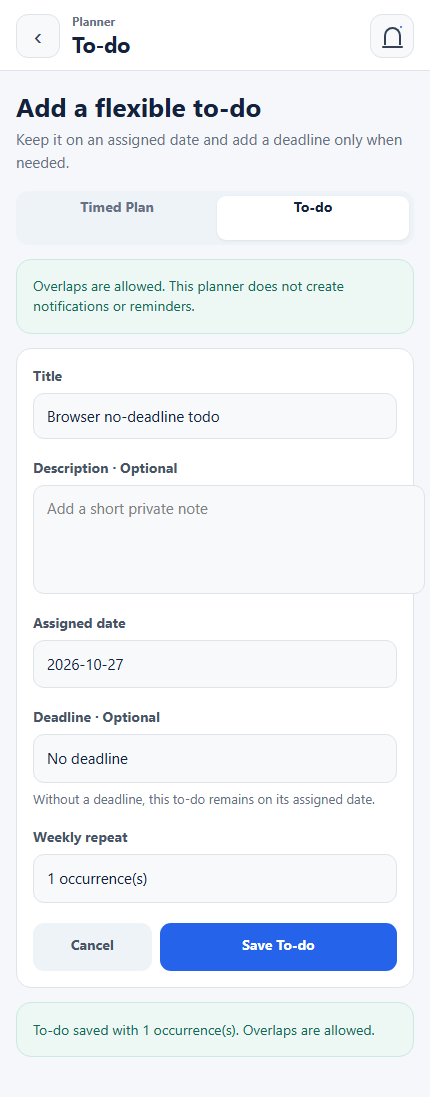 Planner
To-do
Add a flexible to-do
Keep it on an assigned date and add a deadline only when
needed.
Timed Plan
To-do
Overlaps are allowed. This planner does not create
notifications or reminders.
Title
Browser no-deadline todo
Description · Optional
Add a short private note
Assigned date
2026-10-27
Deadline · Optional
No deadline
Without a deadline, this to-do remains on its assigned date.
Weekly repeat
1 occurrence(s)
Cancel
Save To-do
To-do saved with 1 occurrence(s). Overlaps are allowed.